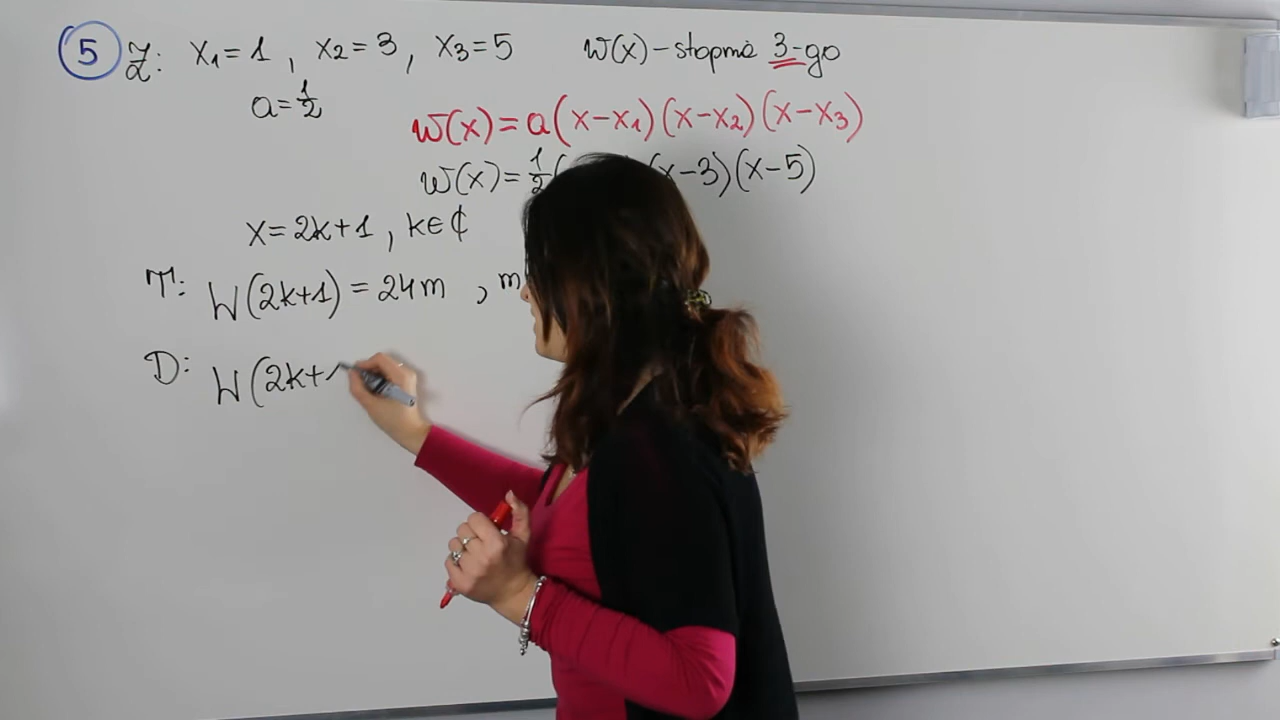 5 Z: x₁=1, x₂=3, x₃=5 W(x)-stopnia 3-go
a=1/2
W(x)=a(x-x₁)(x-x₂)(x-x₃)
W(x)=1/2( x-3)(x-5)
x=2k+1, k∈ℂ
T: W(2k+1)=24m, m
D: W(2k+1